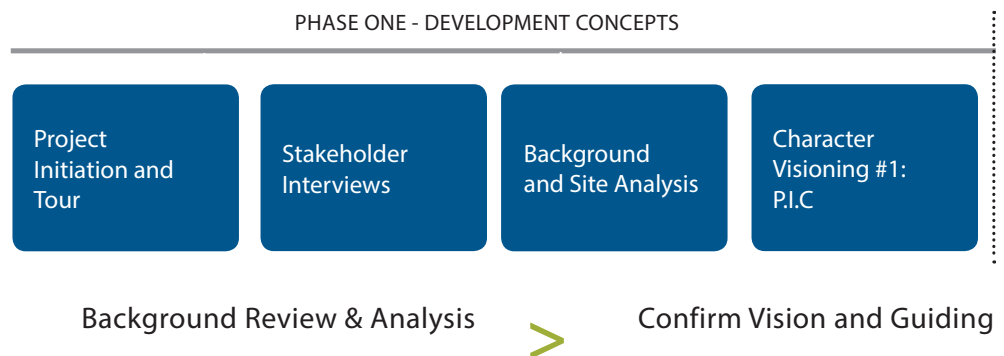 PHASE ONE - DEVELOPMENT CONCEPTS
Project
Initiation and
Tour
Stakeholder
Interviews
Background
and Site Analysis
Character
Visioning #1:
P.I.C
Background Review & Analysis > Confirm Vision and Guiding